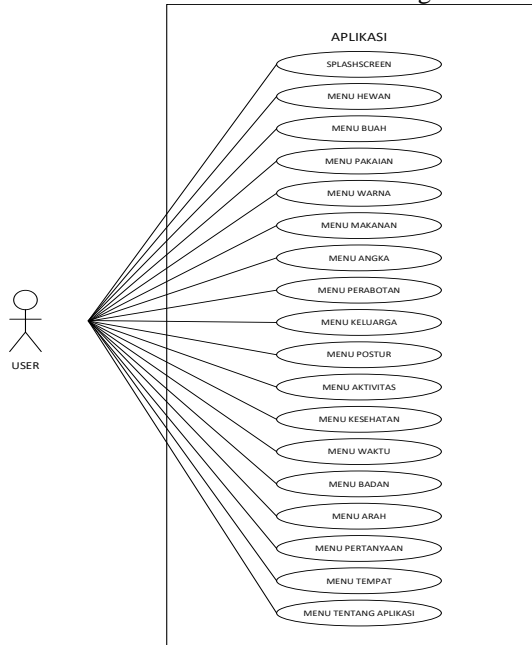 APLIKASI
SPLASHSCREEN
MENU HEWAN
MENU BUAH
MENU PAKAIAN
MENU WARNA
MENU MAKANAN
MENU ANGKA
MENU PERABOTAN
MENU KELUARGA
MENU POSTUR
MENU AKTIVITAS
MENU KESEHATAN
MENU WAKTU
MENU BADAN
MENU ARAH
MENU PERTANYAAN
MENU TEMPAT
MENU TENTANG APLIKASI
USER